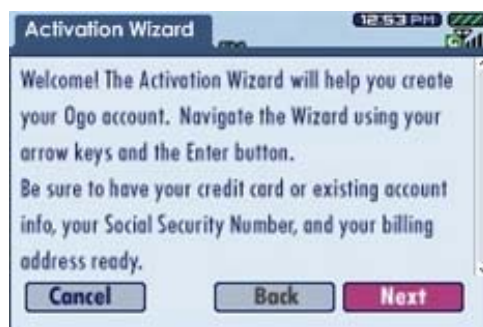 Activation Wizard
12:53 PM
Welcome! The Activation Wizard will help you create
your Ogo account. Navigate the Wizard using your
arrow keys and the Enter button.
Be sure to have your credit card or existing account
info, your Social Security Number, and your billing
address ready.
Cancel
Back
Next